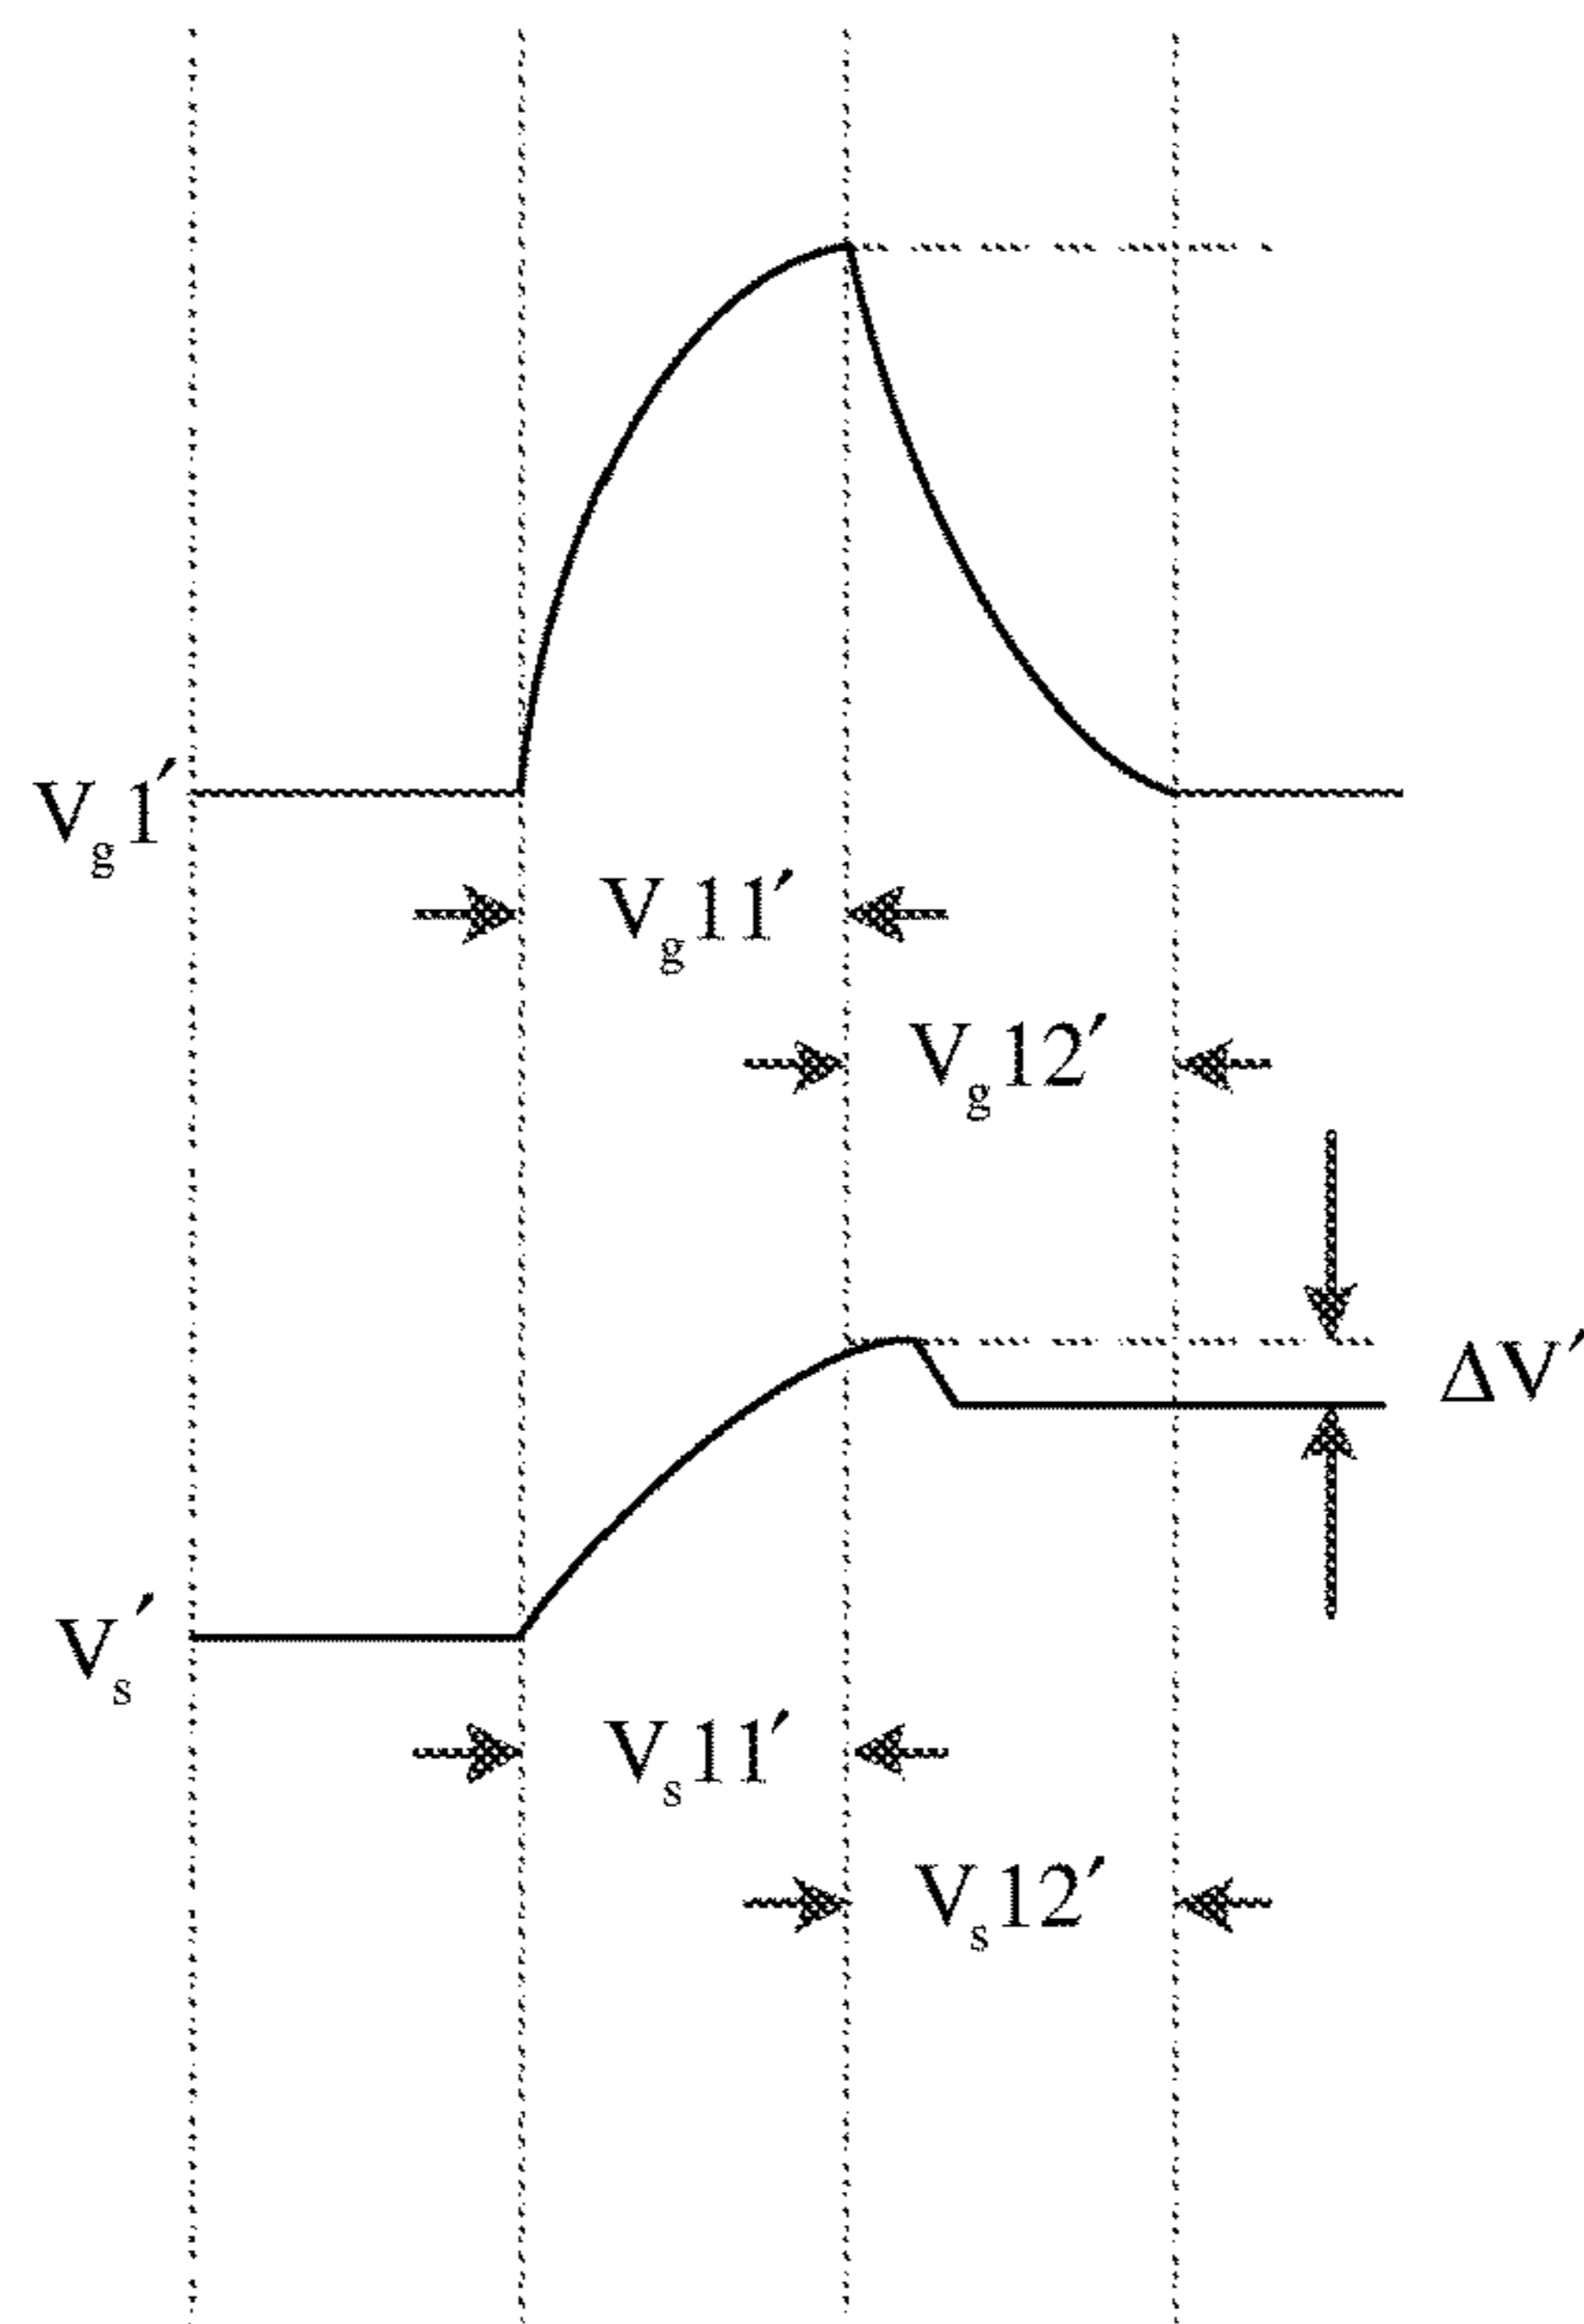 Vg1′
Vg11′
Vg12′
ΔV′
Vs′
Vs11′
Vs12′